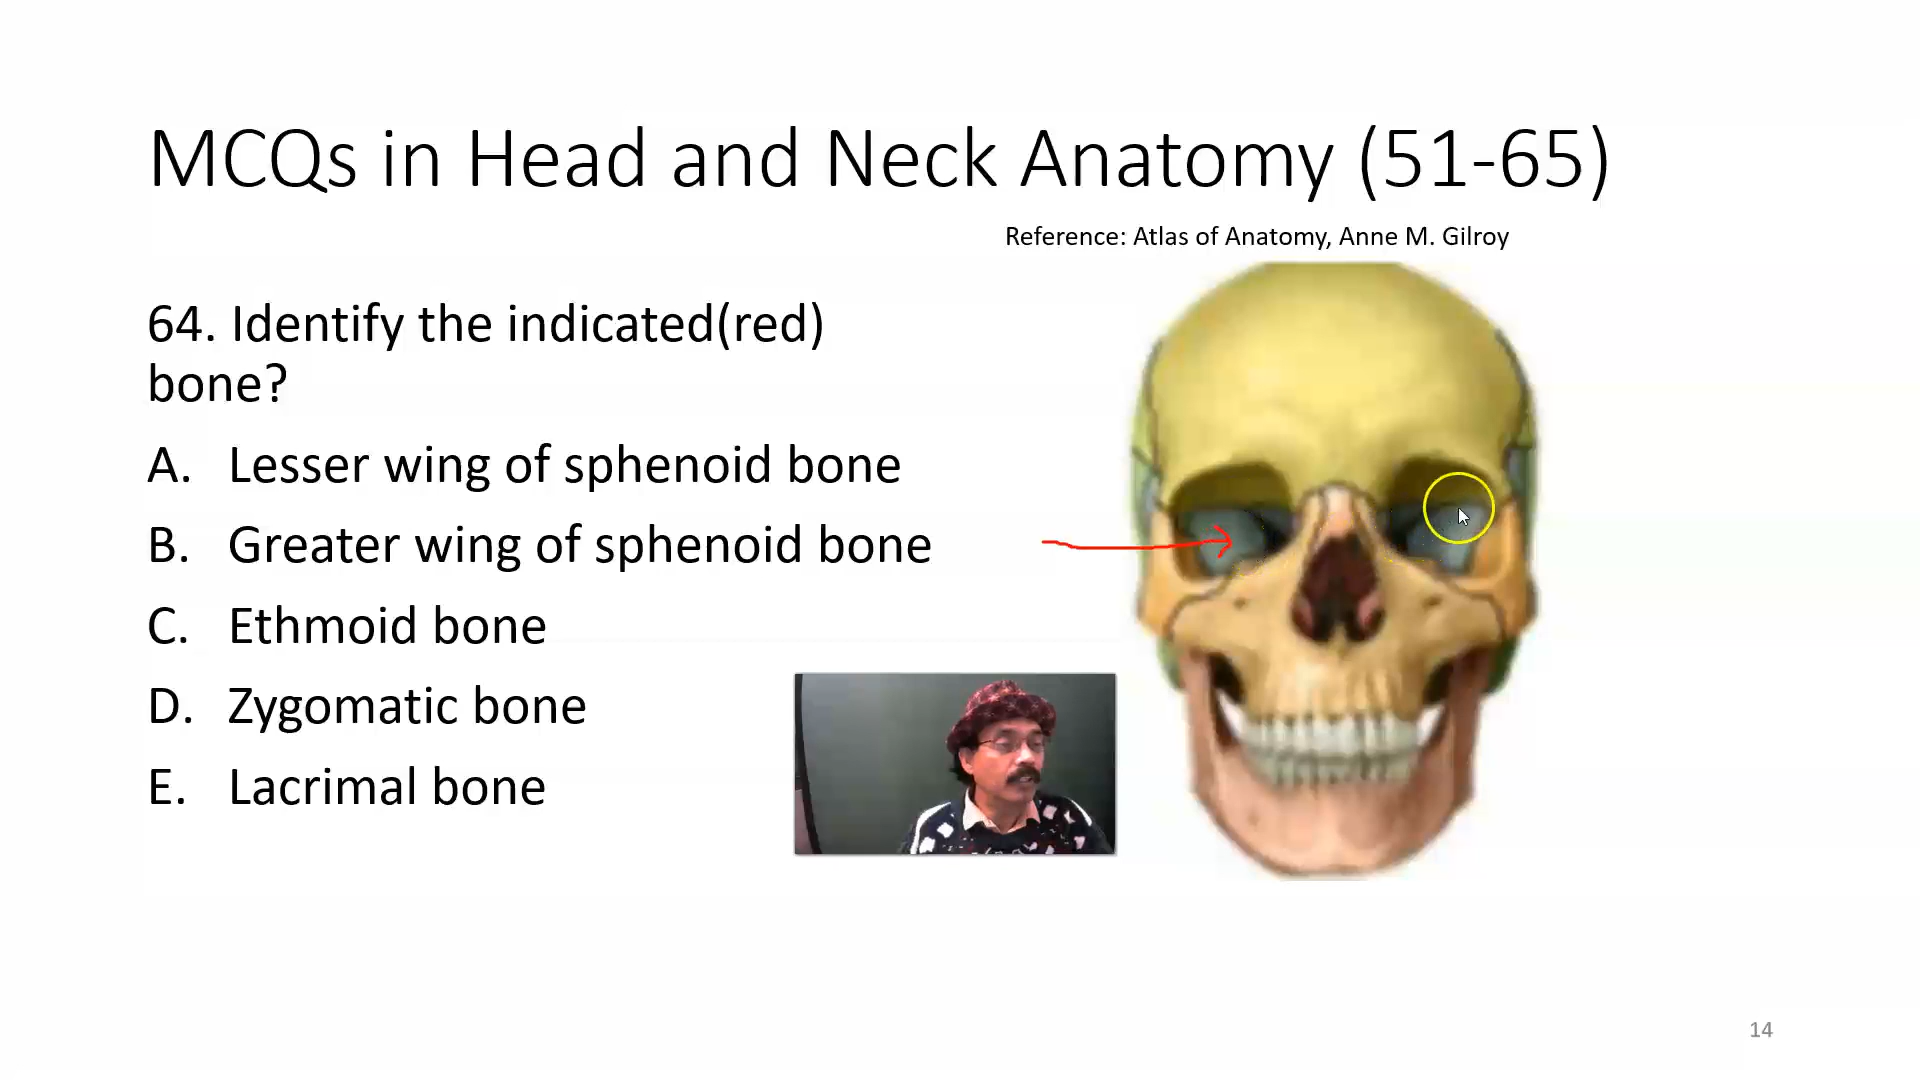 MCQs in Head and Neck Anatomy (51-65)
Reference: Atlas of Anatomy, Anne M. Gilroy
64. Identify the indicated(red)
bone?
A. Lesser wing of sphenoid bone
B. Greater wing of sphenoid bone
C. Ethmoid bone
D. Zygomatic bone
E. Lacrimal bone
14